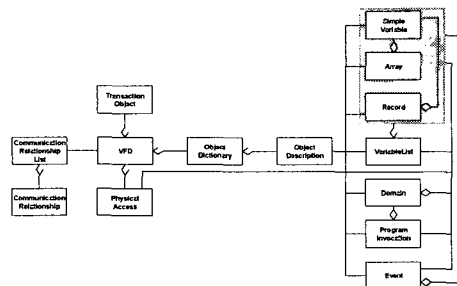 Simple
Variable
Array
Record
Transaction
Object
Communication
Relationship
List
VFD
Object
Dictionary
Object
Description
VariableList
Communication
Relationship
Physical
Access
Domain
Program
Invocation
Event